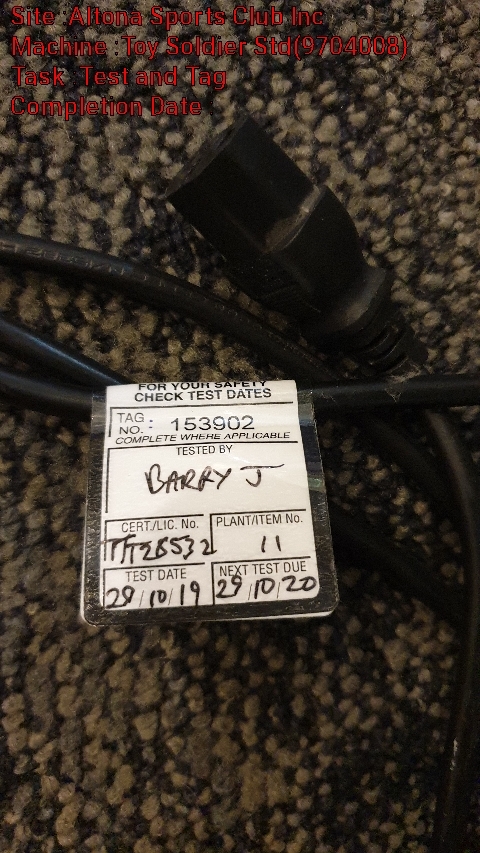 Site : Altona Sports Club Inc
Machine : Toy Soldier Std(9704008)
Task : Test and Tag
Completion Date :
FOR YOUR SAFETY
CHECK TEST DATES
TAG NO. : 153902
COMPLETE WHERE APPLICABLE
TESTED BY
BARRY J
CERT./LIC. No. PLANT/ITEM No.
11
TEST DATE NEXT TEST DUE
29/10/19 29/10/20